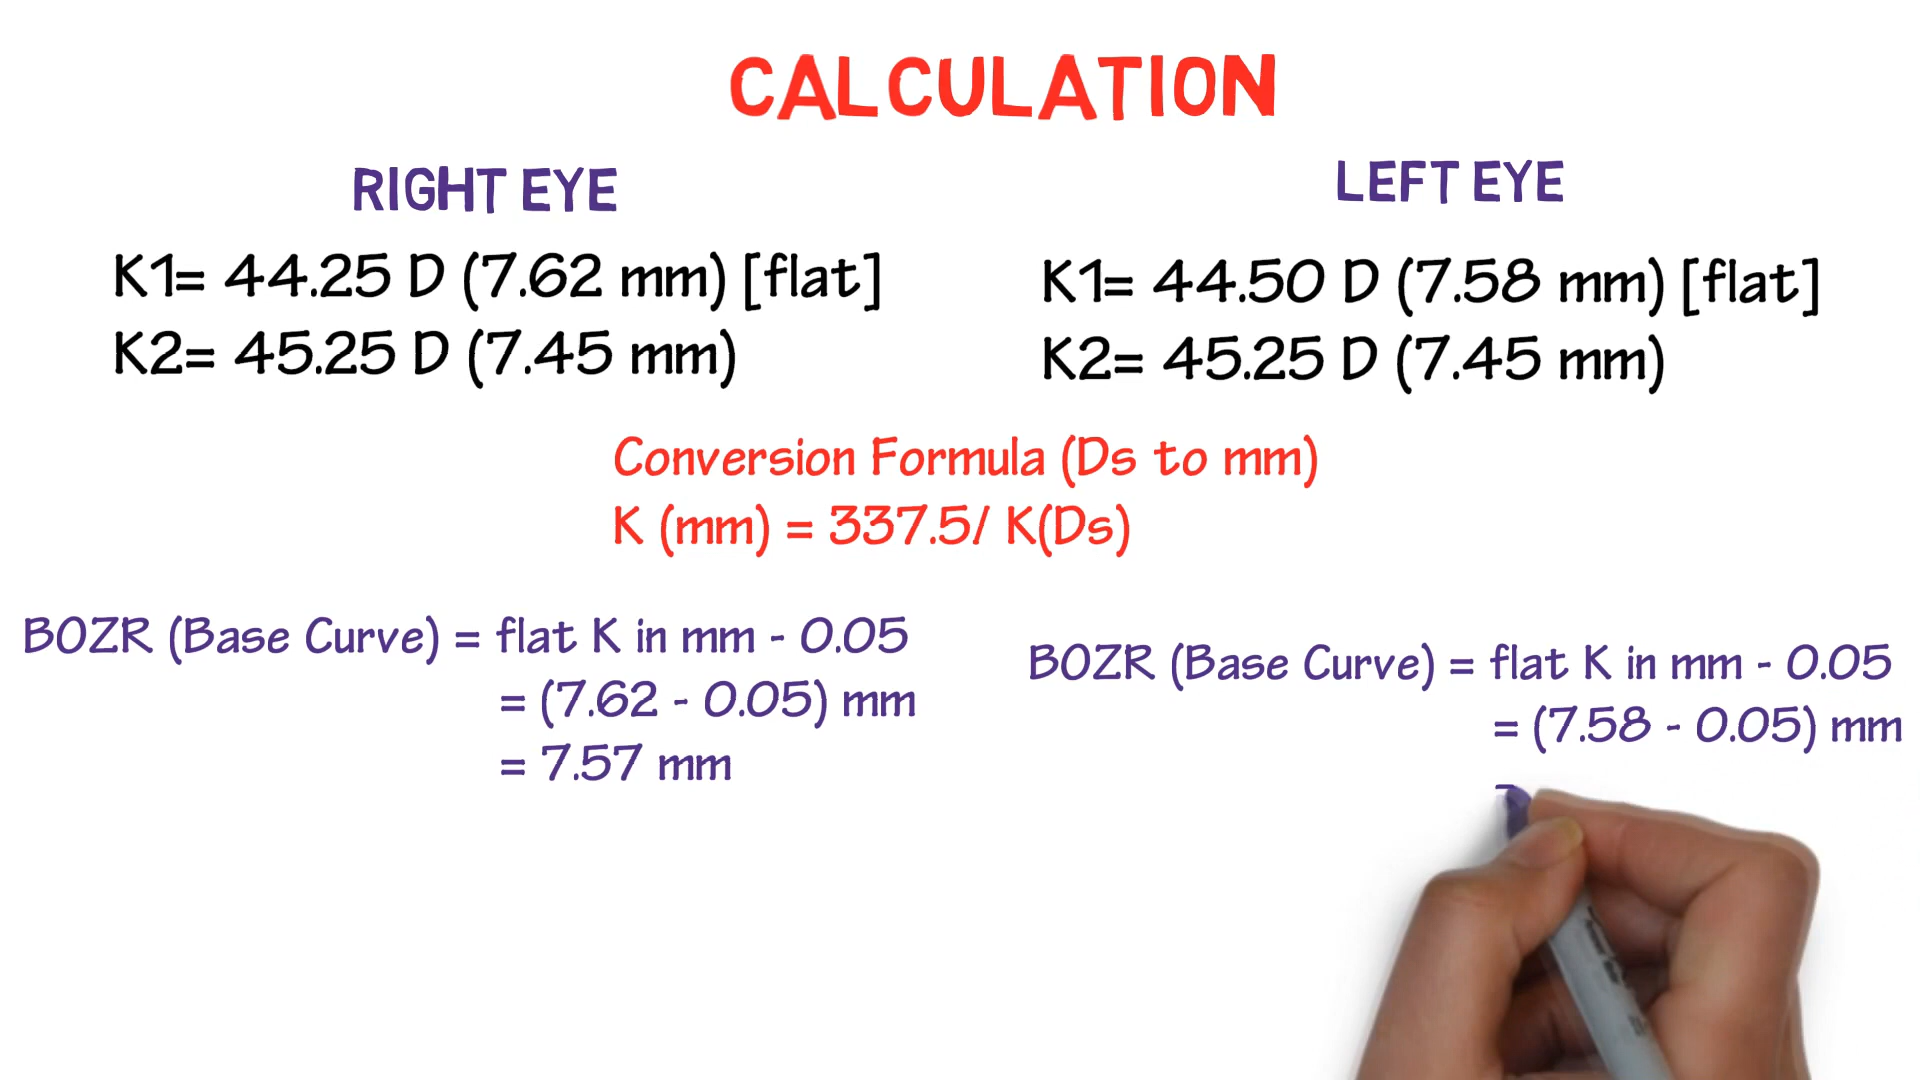 CALCULATION
RIGHT EYE
K1= 44.25 D (7.62 mm) [flat]
K2= 45.25 D (7.45 mm)
LEFT EYE
K1= 44.50 D (7.58 mm) [flat]
K2= 45.25 D (7.45 mm)
Conversion Formula (Ds to mm)
K (mm) = 337.5/ K(Ds)
BOZR (Base Curve) = flat K in mm - 0.05
= (7.62 - 0.05) mm
= 7.57 mm
BOZR (Base Curve) = flat K in mm - 0.05
= (7.58 - 0.05) mm
=